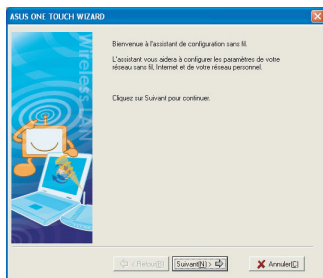 ASUS ONE TOUCH WIZARD
Wireless LAN
Bienvenue à l'assistant de configuration sans fil.
L'assistant vous aidera à configurer les paramètres de votre
réseau sans fil, Internet et de votre réseau personnel.
Cliquez sur Suivant pour continuer.
< Retour(B) Suivant(N) > Annuler(C)